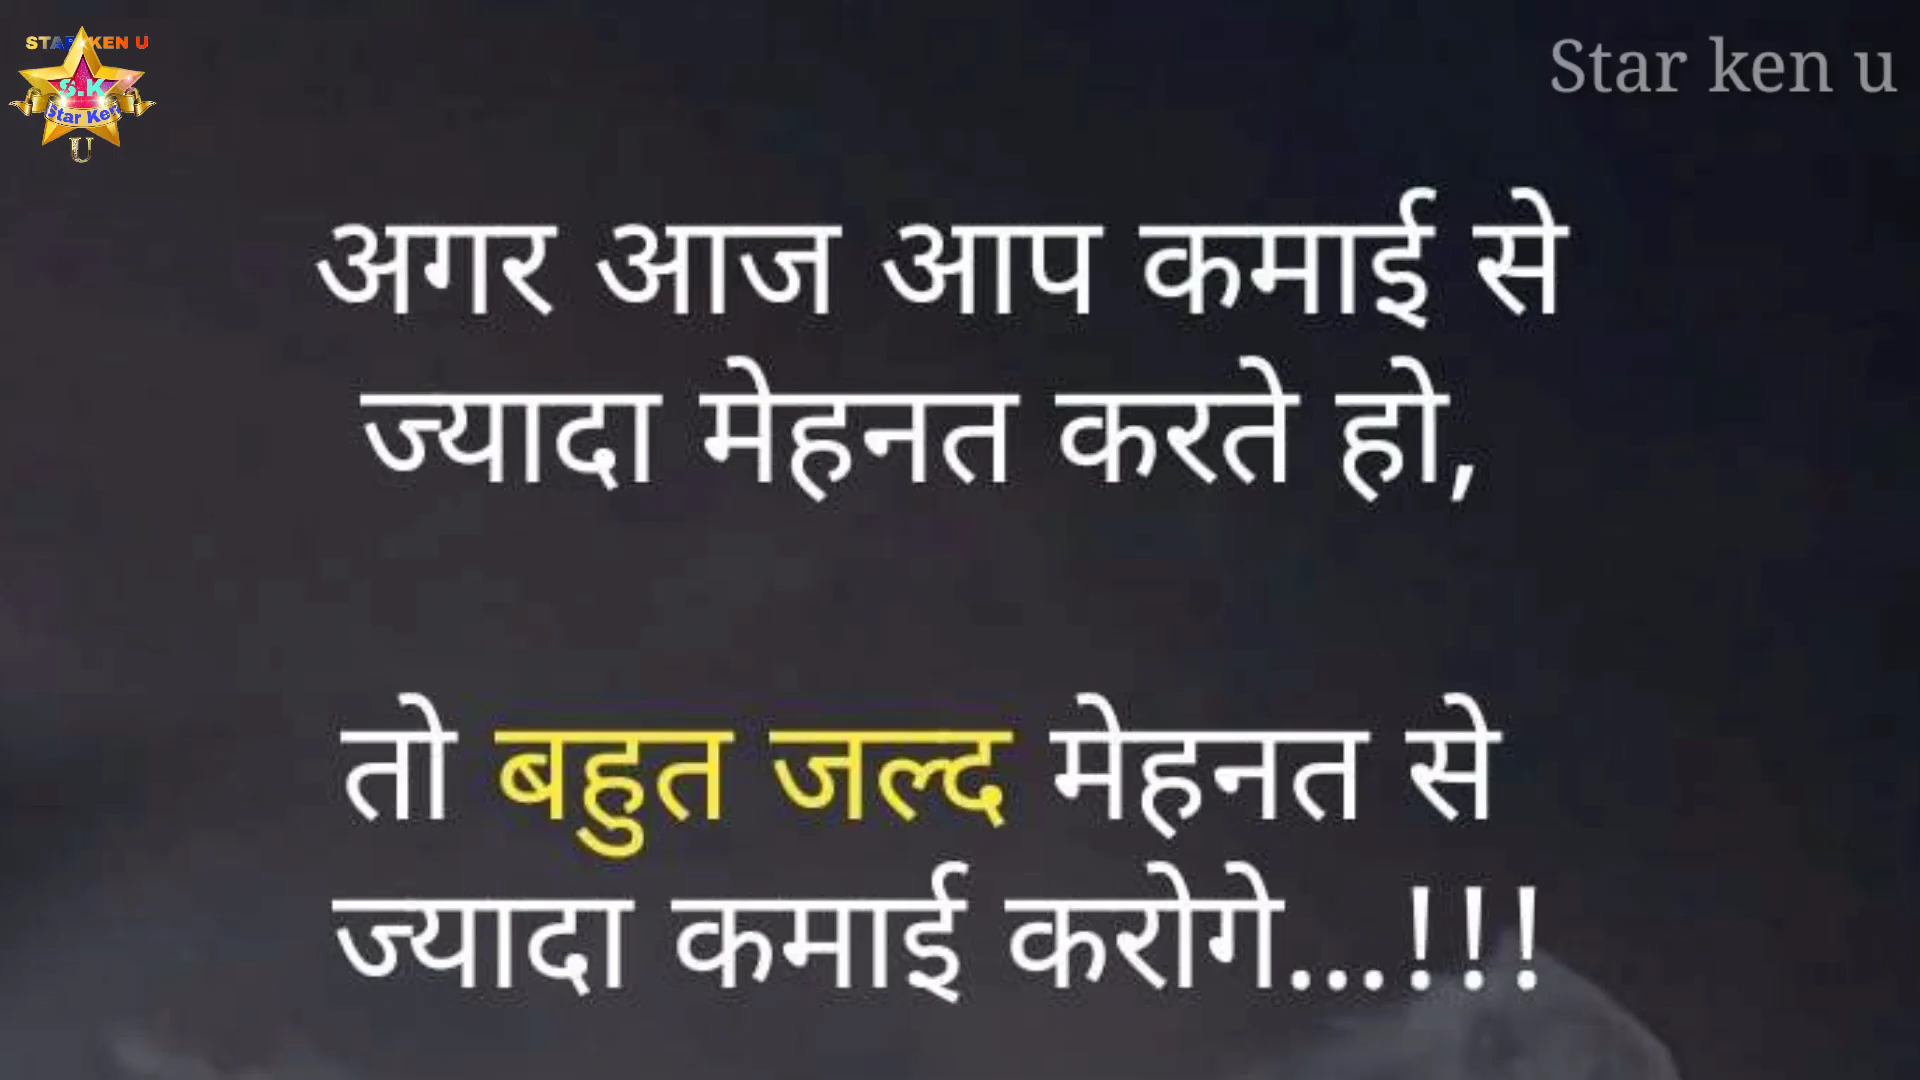 STAR KEN U
Star ken u
S.K
Star Ken
U
अगर आज आप कमाई से
ज्यादा मेहनत करते हो,
तो बहुत जल्द मेहनत से
ज्यादा कमाई करोगे...!!!